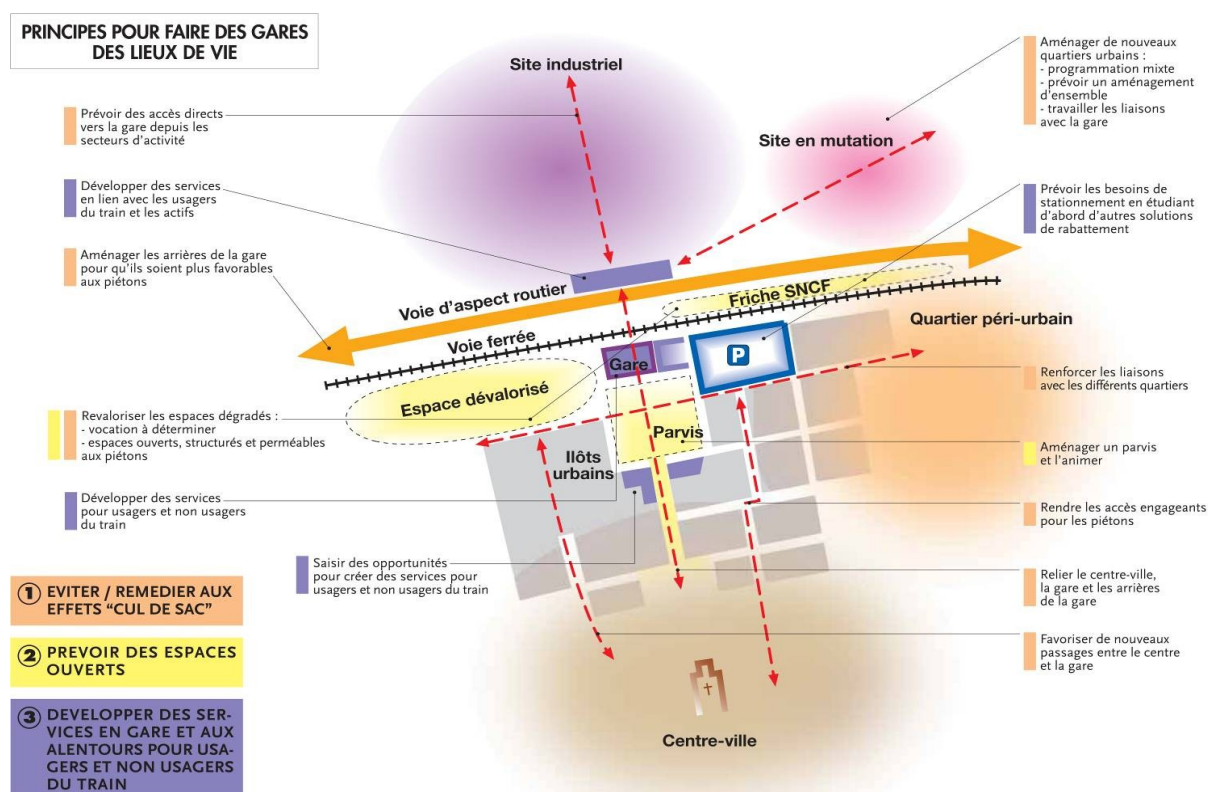 PRINCIPES POUR FAIRE DES GARES
DES LIEUX DE VIE
Prévoir des accès directs
vers la gare depuis les
secteurs d'activité
Développer des services
en lien avec les usagers
du train et les actifs
Aménager les arrières de la gare
pour qu'ils soient plus favorables
aux piétons
Revaloriser les espaces dégradés :
- vocation à déterminer
- espaces ouverts, structurés et perméables
aux piétons
Développer des services
pour usagers et non usagers
du train
Saisir des opportunités
pour créer des services pour
usagers et non usagers du train
Site industriel
Site en mutation
Voie d'aspect routier
Friche SNCF
Voie ferrée
Quartier péri-urbain
Gare
P
Espace dévalorisé
Parvis
Ilôts
urbains
Centre-ville
Aménager de nouveaux
quartiers urbains :
- programmation mixte
- prévoir un aménagement
d'ensemble
- travailler les liaisons
avec la gare
Prévoir les besoins de
stationnement en étudiant
d'abord d'autres solutions
de rabattement
Renforcer les liaisons
avec les différents quartiers
Aménager un parvis
et l'animer
Rendre les accès engageants
pour les piétons
Relier le centre-ville,
la gare et les arrières
de la gare
Favoriser de nouveaux
passages entre le centre
et la gare
1 EVITER / REMEDIER AUX
EFFETS "CUL DE SAC"
2 PREVOIR DES ESPACES
OUVERTS
3 DEVELOPPER DES SER-
VICES EN GARE ET AUX
ALENTOURS POUR USA-
GERS ET NON USAGERS
DU TRAIN